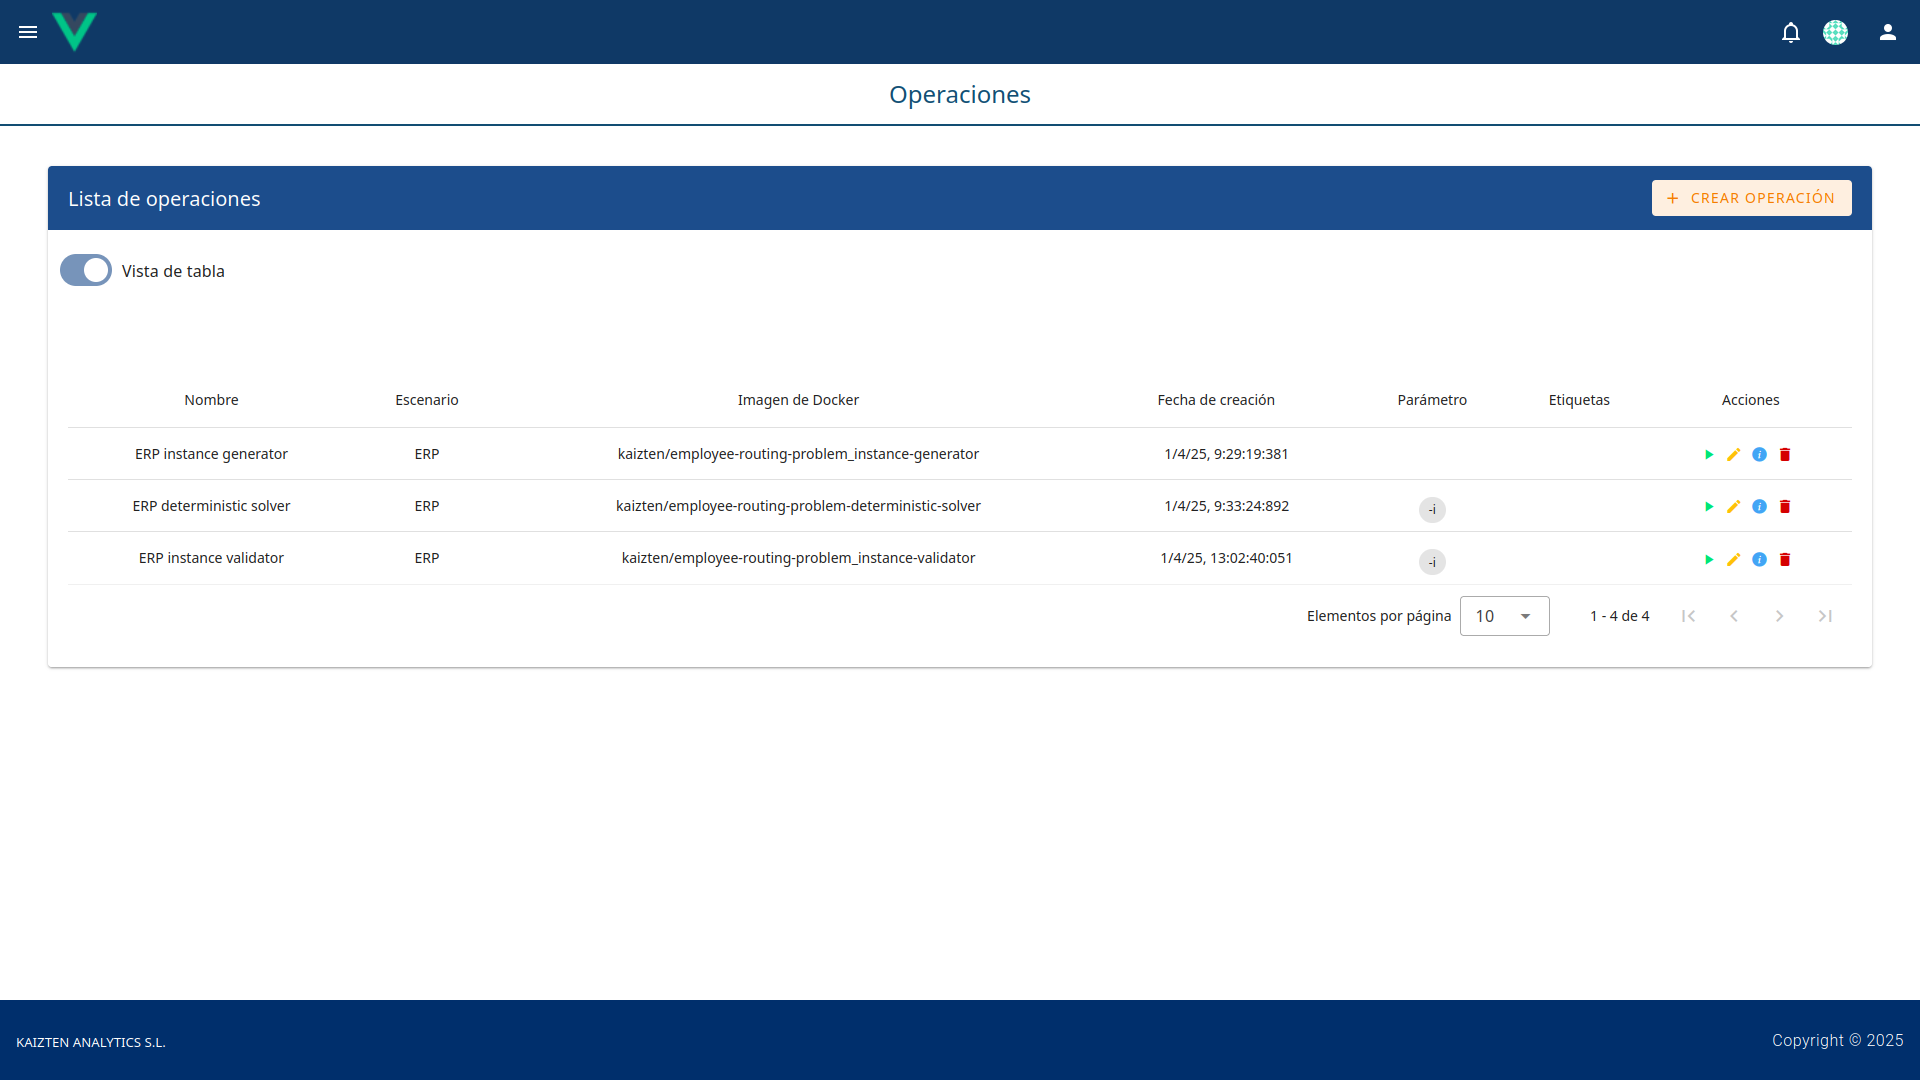 Operaciones
Lista de operaciones
+ CREAR OPERACIÓN
Vista de tabla
Nombre Escenario Imagen de Docker Fecha de creación Parámetro Etiquetas Acciones
ERP instance generator ERP kaizten/employee-routing-problem_instance-generator 1/4/25, 9:29:19:381
ERP deterministic solver ERP kaizten/employee-routing-problem-deterministic-solver 1/4/25, 9:33:24:892 -i
ERP instance validator ERP kaizten/employee-routing-problem_instance-validator 1/4/25, 13:02:40:051 -i
Elementos por página 10 1 - 4 de 4
KAIZTEN ANALYTICS S.L.
Copyright © 2025